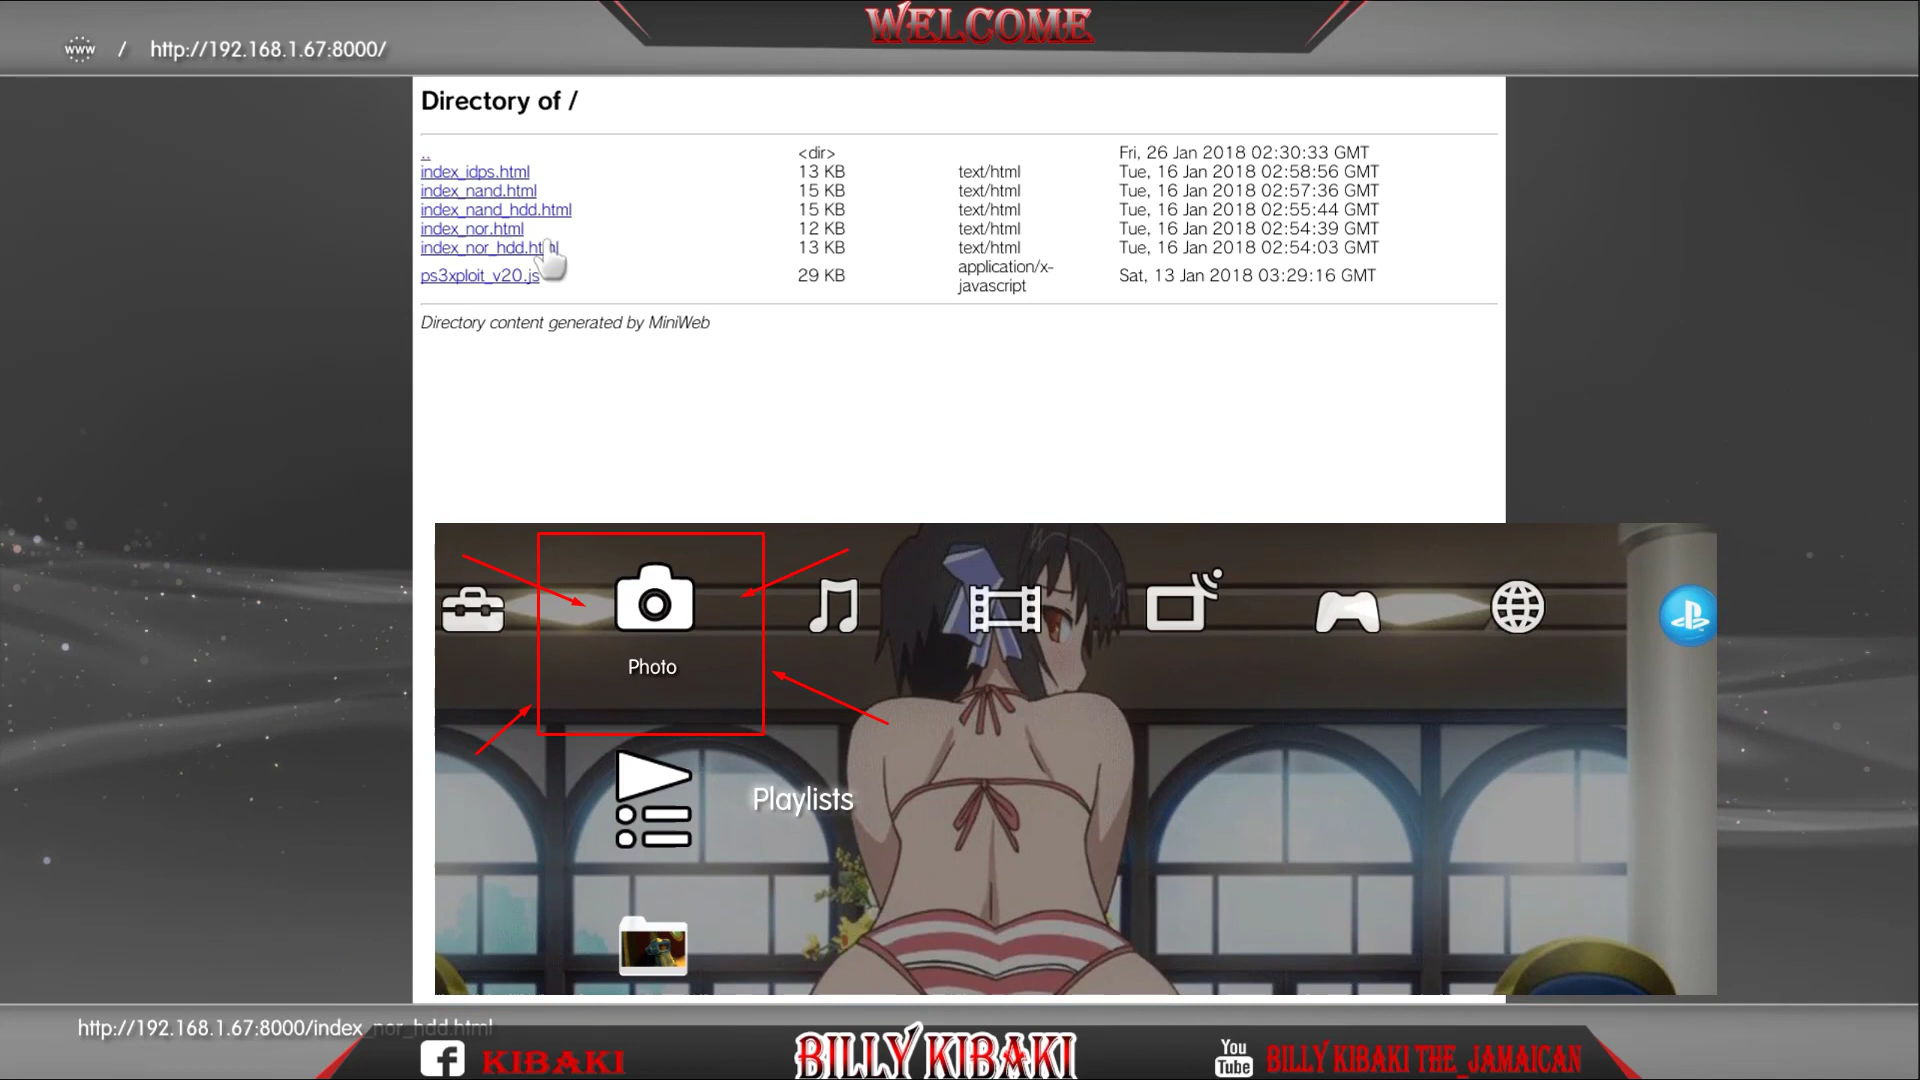 WELCOME
www / http://192.168.1.67:8000/
Directory of /
.. <dir> Fri, 26 Jan 2018 02:30:33 GMT
index_idps.html 13 KB text/html Tue, 16 Jan 2018 02:58:56 GMT
index_nand.html 15 KB text/html Tue, 16 Jan 2018 02:57:36 GMT
index_nand_hdd.html 15 KB text/html Tue, 16 Jan 2018 02:55:44 GMT
index_nor.html 12 KB text/html Tue, 16 Jan 2018 02:54:39 GMT
index_nor_hdd.html 13 KB text/html Tue, 16 Jan 2018 02:54:03 GMT
ps3xploit_v20.js 29 KB application/x-javascript Sat, 13 Jan 2018 03:29:16 GMT
Directory content generated by MiniWeb
Photo
Playlists
http://192.168.1.67:8000/index_nor_hdd.html
KIBAKI
BILLY KIBAKI
You Tube
BILLY KIBAKI THE_JAMAICAN